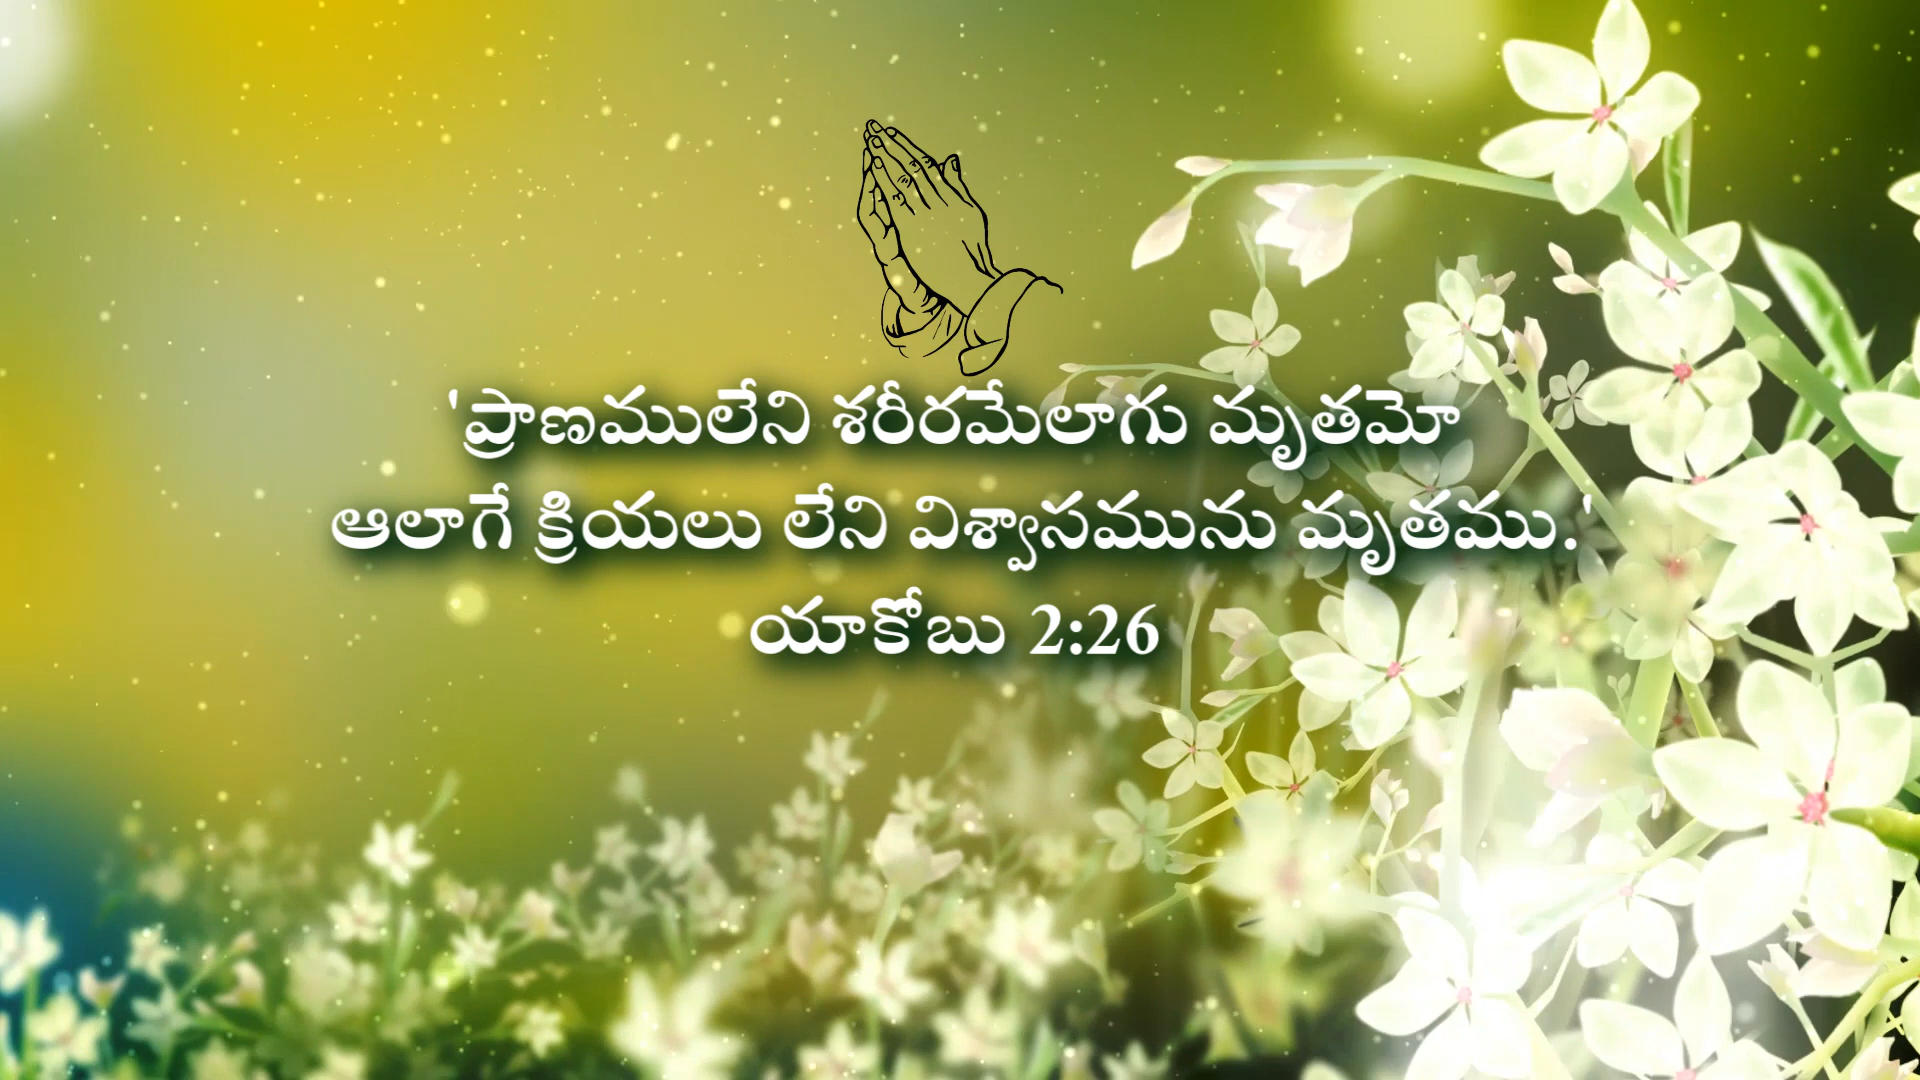 'ప్రాణములేని శరీరమేలాగు మృతమో
ఆలాగే క్రియలు లేని విశ్వాసమును మృతము.'
యాకోబు 2:26